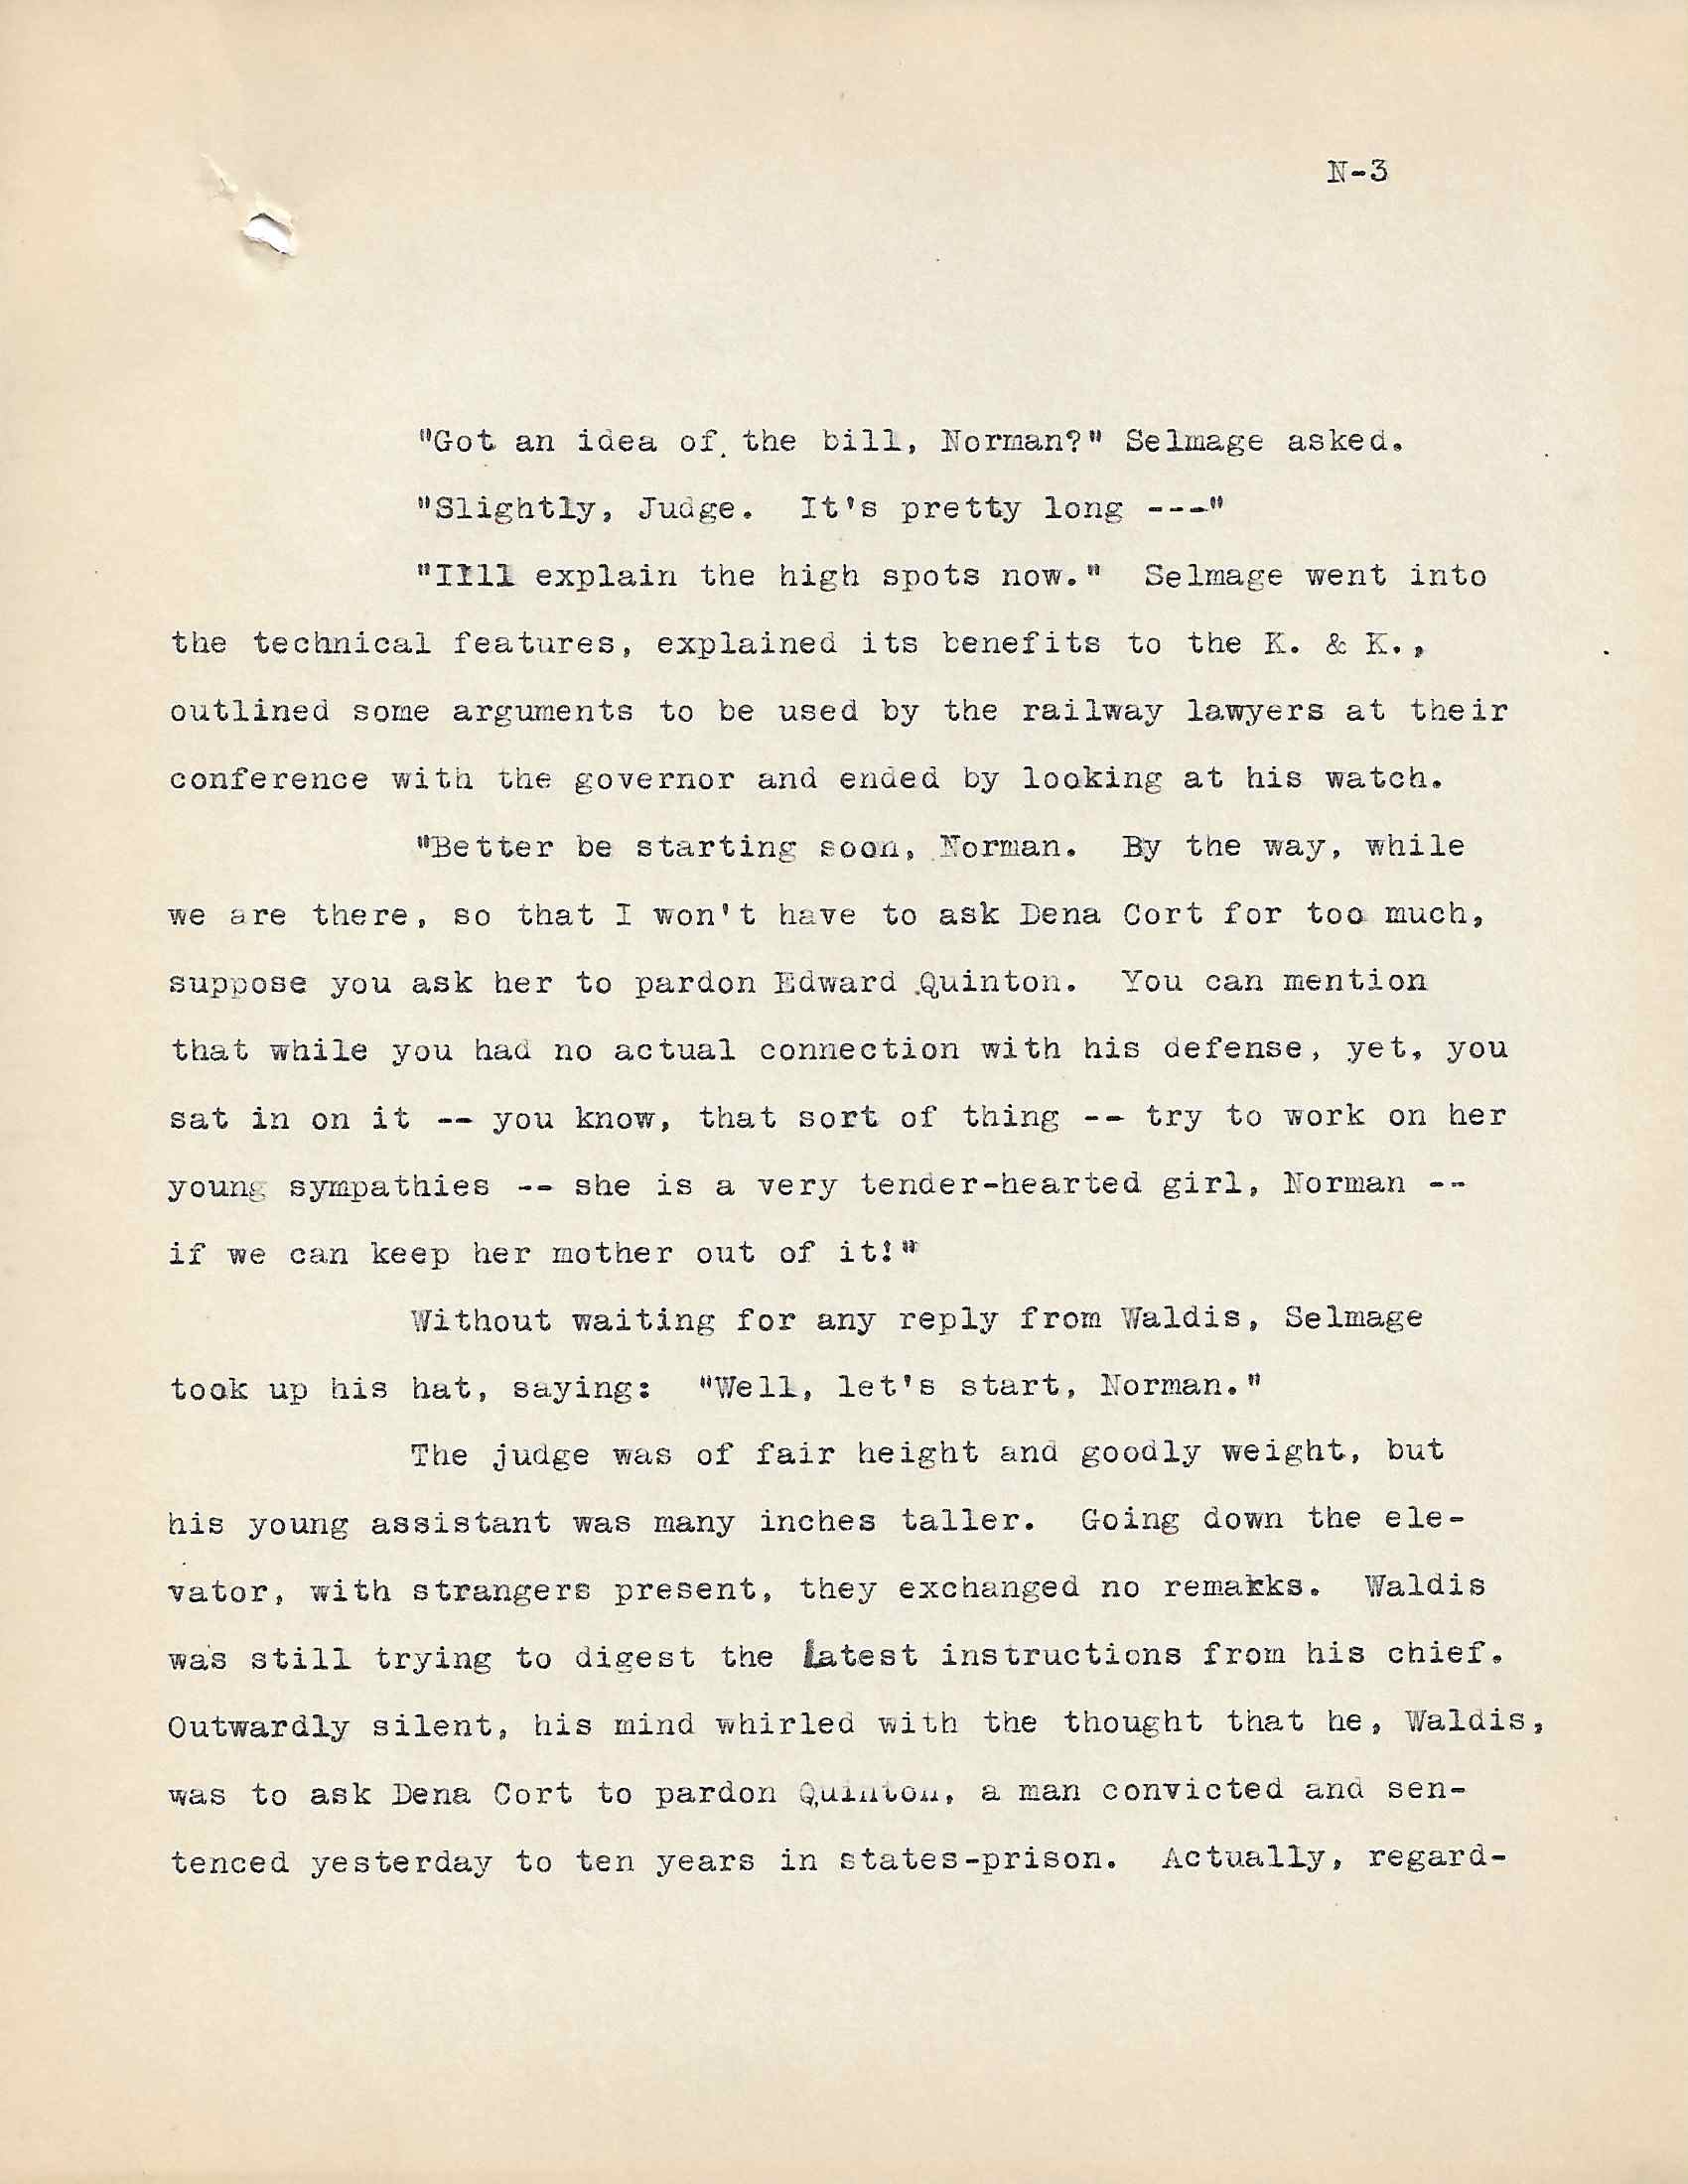 N-3
"Got an idea of. the bill, Norman?" Selmage asked.
"Slightly, Judge. It's pretty long ---"
"I'll explain the high spots now." Selmage went into
the technical features, explained its benefits to the K. & K.,
outlined some arguments to be used by the railway lawyers at their
conference with the governor and ended by looking at his watch.
"Better be starting soon, Norman. By the way, while
we are there, so that I won't have to ask Dena Cort for too much,
suppose you ask her to pardon Edward Quinton. You can mention
that while you had no actual connection with his defense, yet, you
sat in on it -- you know, that sort of thing -- try to work on her
young sympathies -- she is a very tender-hearted girl, Norman --
if we can keep her mother out of it!"
Without waiting for any reply from Waldis, Selmage
took up his hat, saying: "Well, let's start, Norman."
The judge was of fair height and goodly weight, but
his young assistant was many inches taller. Going down the ele-
vator, with strangers present, they exchanged no remarks. Waldis
was still trying to digest the latest instructions from his chief.
Outwardly silent, his mind whirled with the thought that he, Waldis,
was to ask Dena Cort to pardon Quinton, a man convicted and sen-
tenced yesterday to ten years in states-prison. Actually, regard-